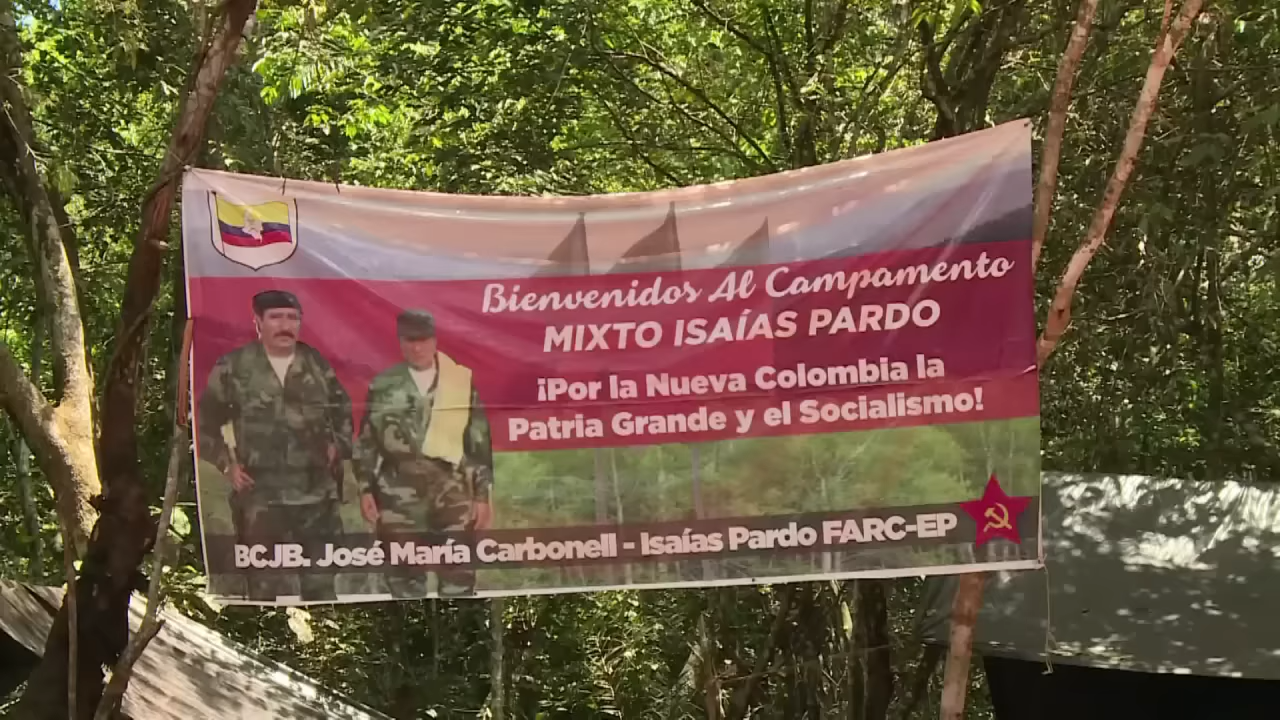 Bienvenidos Al Campamento
MIXTO ISAÍAS PARDO
¡Por la Nueva Colombia la
Patria Grande y el Socialismo!
BCJB. José María Carbonell - Isaías Pardo FARC-EP